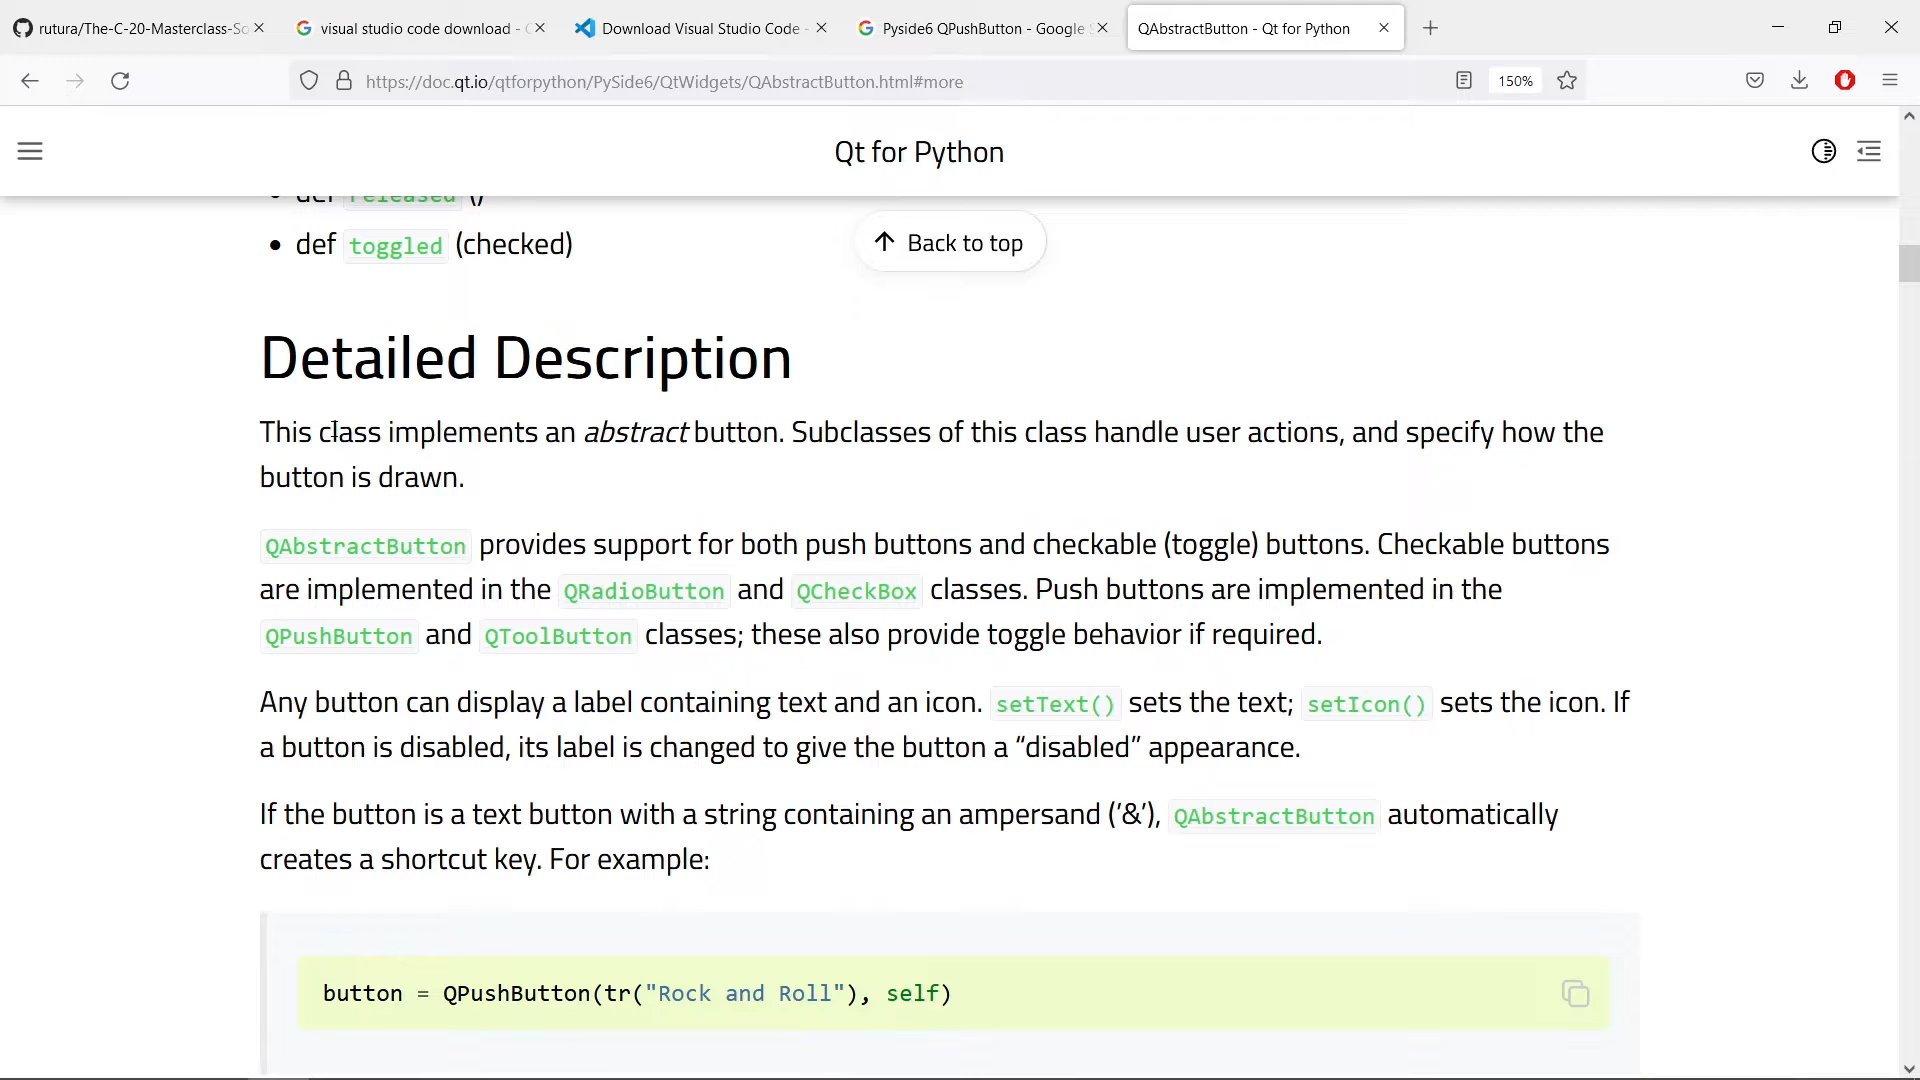 rutura/The-C-20-Masterclass-So
visual studio code download -
Download Visual Studio Code -
Pyside6 QPushButton - Google
QAbstractButton - Qt for Python
https://doc.qt.io/qtforpython/PySide6/QtWidgets/QAbstractButton.html#more
150%
Qt for Python
def released ()
def toggled (checked)
Back to top
Detailed Description
This class implements an abstract button. Subclasses of this class handle user actions, and specify how the
button is drawn.
QAbstractButton provides support for both push buttons and checkable (toggle) buttons. Checkable buttons
are implemented in the QRadioButton and QCheckBox classes. Push buttons are implemented in the
QPushButton and QToolButton classes; these also provide toggle behavior if required.
Any button can display a label containing text and an icon. setText() sets the text; setIcon() sets the icon. If
a button is disabled, its label is changed to give the button a “disabled” appearance.
If the button is a text button with a string containing an ampersand (‘&’), QAbstractButton automatically
creates a shortcut key. For example:
button = QPushButton(tr("Rock and Roll"), self)